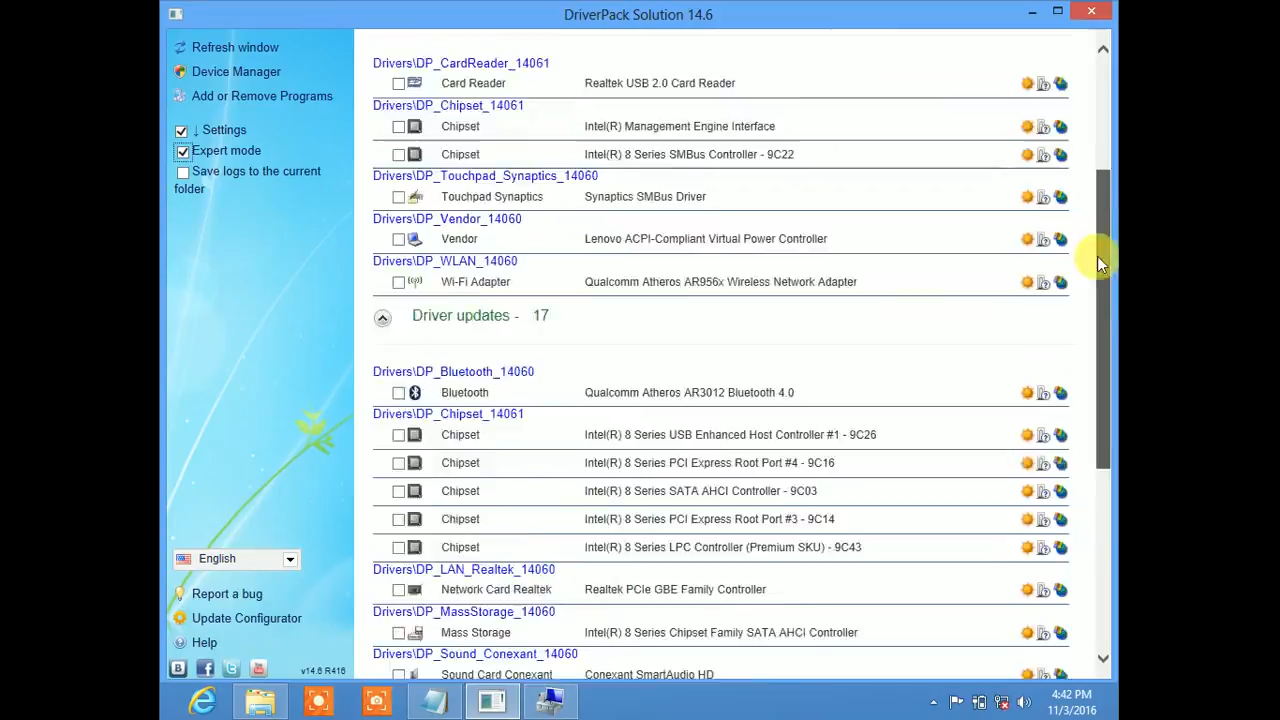 DriverPack Solution 14.6
Refresh window
Device Manager
Add or Remove Programs
↓ Settings
Expert mode
Save logs to the current
folder
English
Report a bug
Update Configurator
Help
v14.6 R416
Drivers\DP_CardReader_14061
Card Reader Realtek USB 2.0 Card Reader
Drivers\DP_Chipset_14061
Chipset Intel(R) Management Engine Interface
Chipset Intel(R) 8 Series SMBus Controller - 9C22
Drivers\DP_Touchpad_Synaptics_14060
Touchpad Synaptics Synaptics SMBus Driver
Drivers\DP_Vendor_14060
Vendor Lenovo ACPI-Compliant Virtual Power Controller
Drivers\DP_WLAN_14060
Wi-Fi Adapter Qualcomm Atheros AR956x Wireless Network Adapter
Driver updates - 17
Drivers\DP_Bluetooth_14060
Bluetooth Qualcomm Atheros AR3012 Bluetooth 4.0
Drivers\DP_Chipset_14061
Chipset Intel(R) 8 Series USB Enhanced Host Controller #1 - 9C26
Chipset Intel(R) 8 Series PCI Express Root Port #4 - 9C16
Chipset Intel(R) 8 Series SATA AHCI Controller - 9C03
Chipset Intel(R) 8 Series PCI Express Root Port #3 - 9C14
Chipset Intel(R) 8 Series LPC Controller (Premium SKU) - 9C43
Drivers\DP_LAN_Realtek_14060
Network Card Realtek Realtek PCIe GBE Family Controller
Drivers\DP_MassStorage_14060
Mass Storage Intel(R) 8 Series Chipset Family SATA AHCI Controller
Drivers\DP_Sound_Conexant_14060
Sound Card Conexant Conexant SmartAudio HD
4:42 PM
11/3/2016